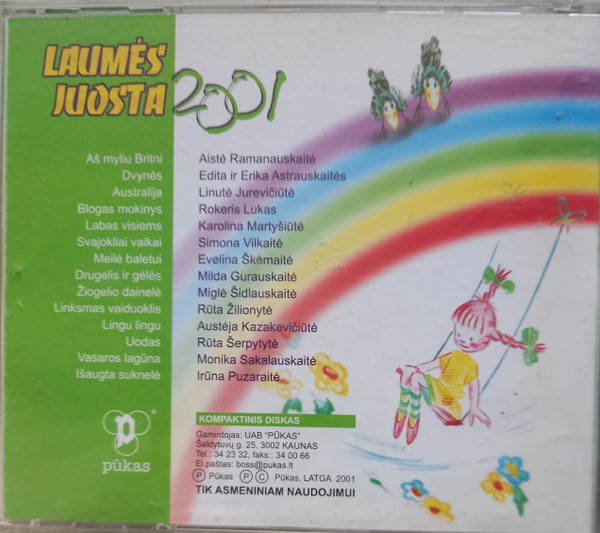 LAUMĖS
JUOSTA 2001
Aš myliu Britni Aistė Ramanauskaitė
Dvynės Edita ir Erika Astrauskaitės
Australija Linutė Jurevičiūtė
Blogas mokinys Rokeris Lukas
Labas visiems Karolina Martyšiūtė
Svajokliai vaikai Simona Vilkaitė
Meilė baletui Evelina Škėmaitė
Drugelis ir gėlės Milda Gurauskaitė
Žiogelio dainelė Miglė Šidlauskaitė
Linksmas vaiduoklis Rūta Žilionytė
Lingu lingu Austėja Kazakevičiūtė
Uodas Rūta Šerpytytė
Vasaros lagūna Monika Sakalauskaitė
Išaugta suknelė Irūna Puzaraitė
p ®
pūkas
KOMPAKTINIS DISKAS
Gamintojas: UAB "PŪKAS"
Šaldytuvų g. 25, 3002 KAUNAS
Tel.: 34 23 32, faks.: 34 00 66
El.paštas: boss@pukas.lt
Ⓟ Pūkas Ⓟ Ⓒ Pūkas, LATGA 2001
TIK ASMENINIAM NAUDOJIMUI